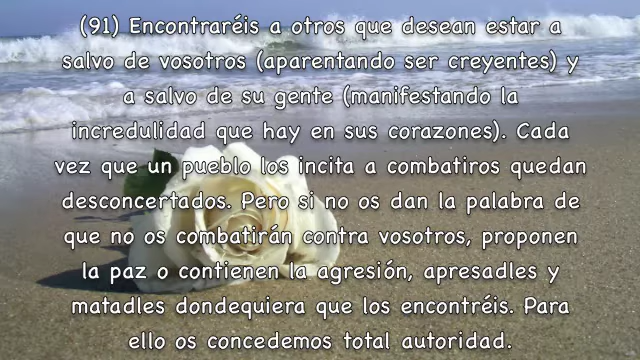 (91) Encontraréis a otros que desean estar a
salvo de vosotros (aparentando ser creyentes) y
a salvo de su gente (manifestando la
incredulidad que hay en sus corazones). Cada
vez que un pueblo los incita a combatiros quedan
desconcertados. Pero si no os dan la palabra de
que no os combatirán contra vosotros, proponen
la paz o contienen la agresión, apresadles y
matadles dondequiera que los encontréis. Para
ello os concedemos total autoridad.